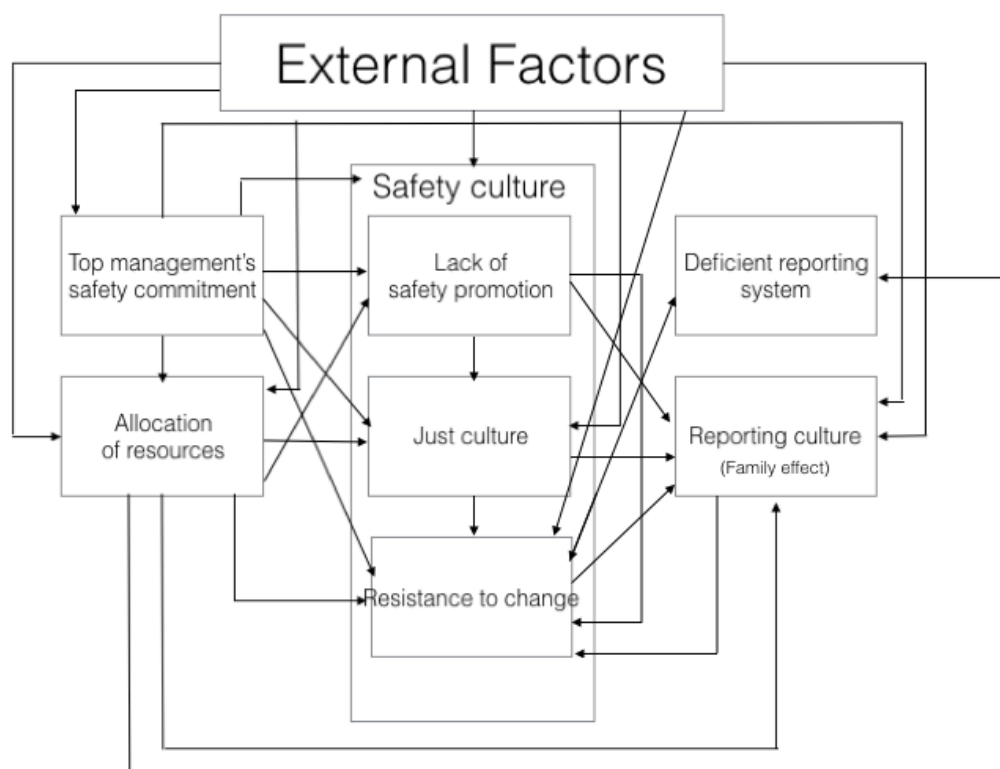 External Factors
Safety culture
Top management's
safety commitment
Lack of
safety promotion
Deficient reporting
system
Allocation
of resources
Just culture
Reporting culture
(Family effect)
Resistance to change